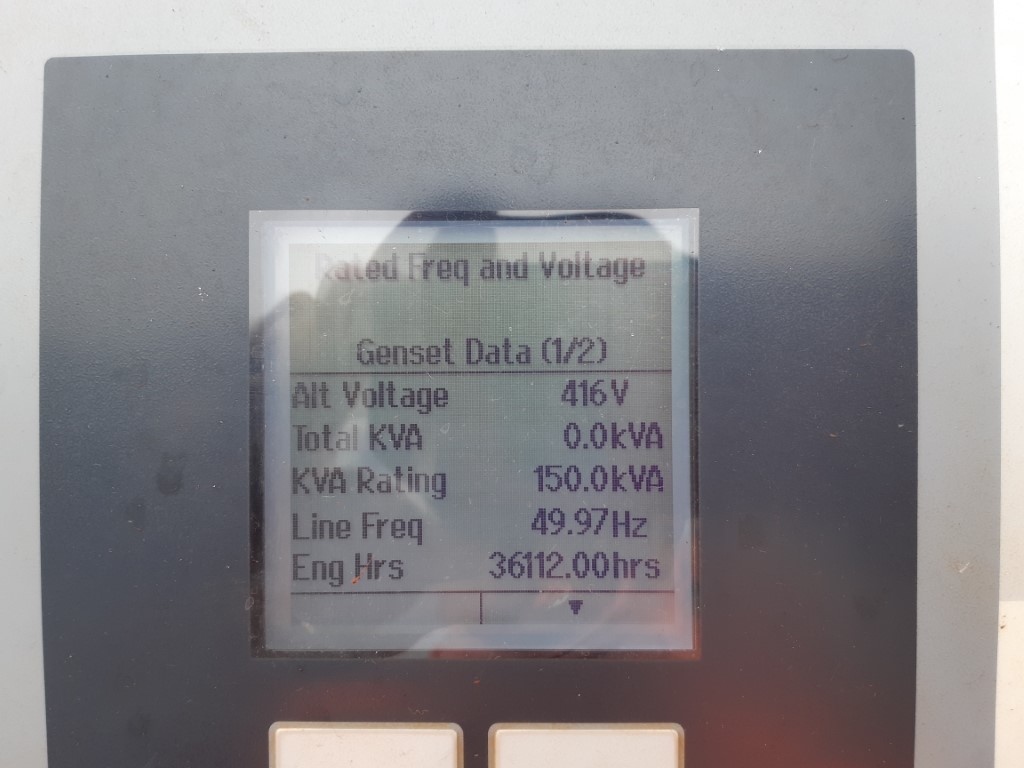 Rated Freq and Voltage
Genset Data (1/2)
Alt Voltage 416 V
Total KVA 0.0kVA
KVA Rating 150.0kVA
Line Freq 49.97Hz
Eng Hrs 36112.00hrs